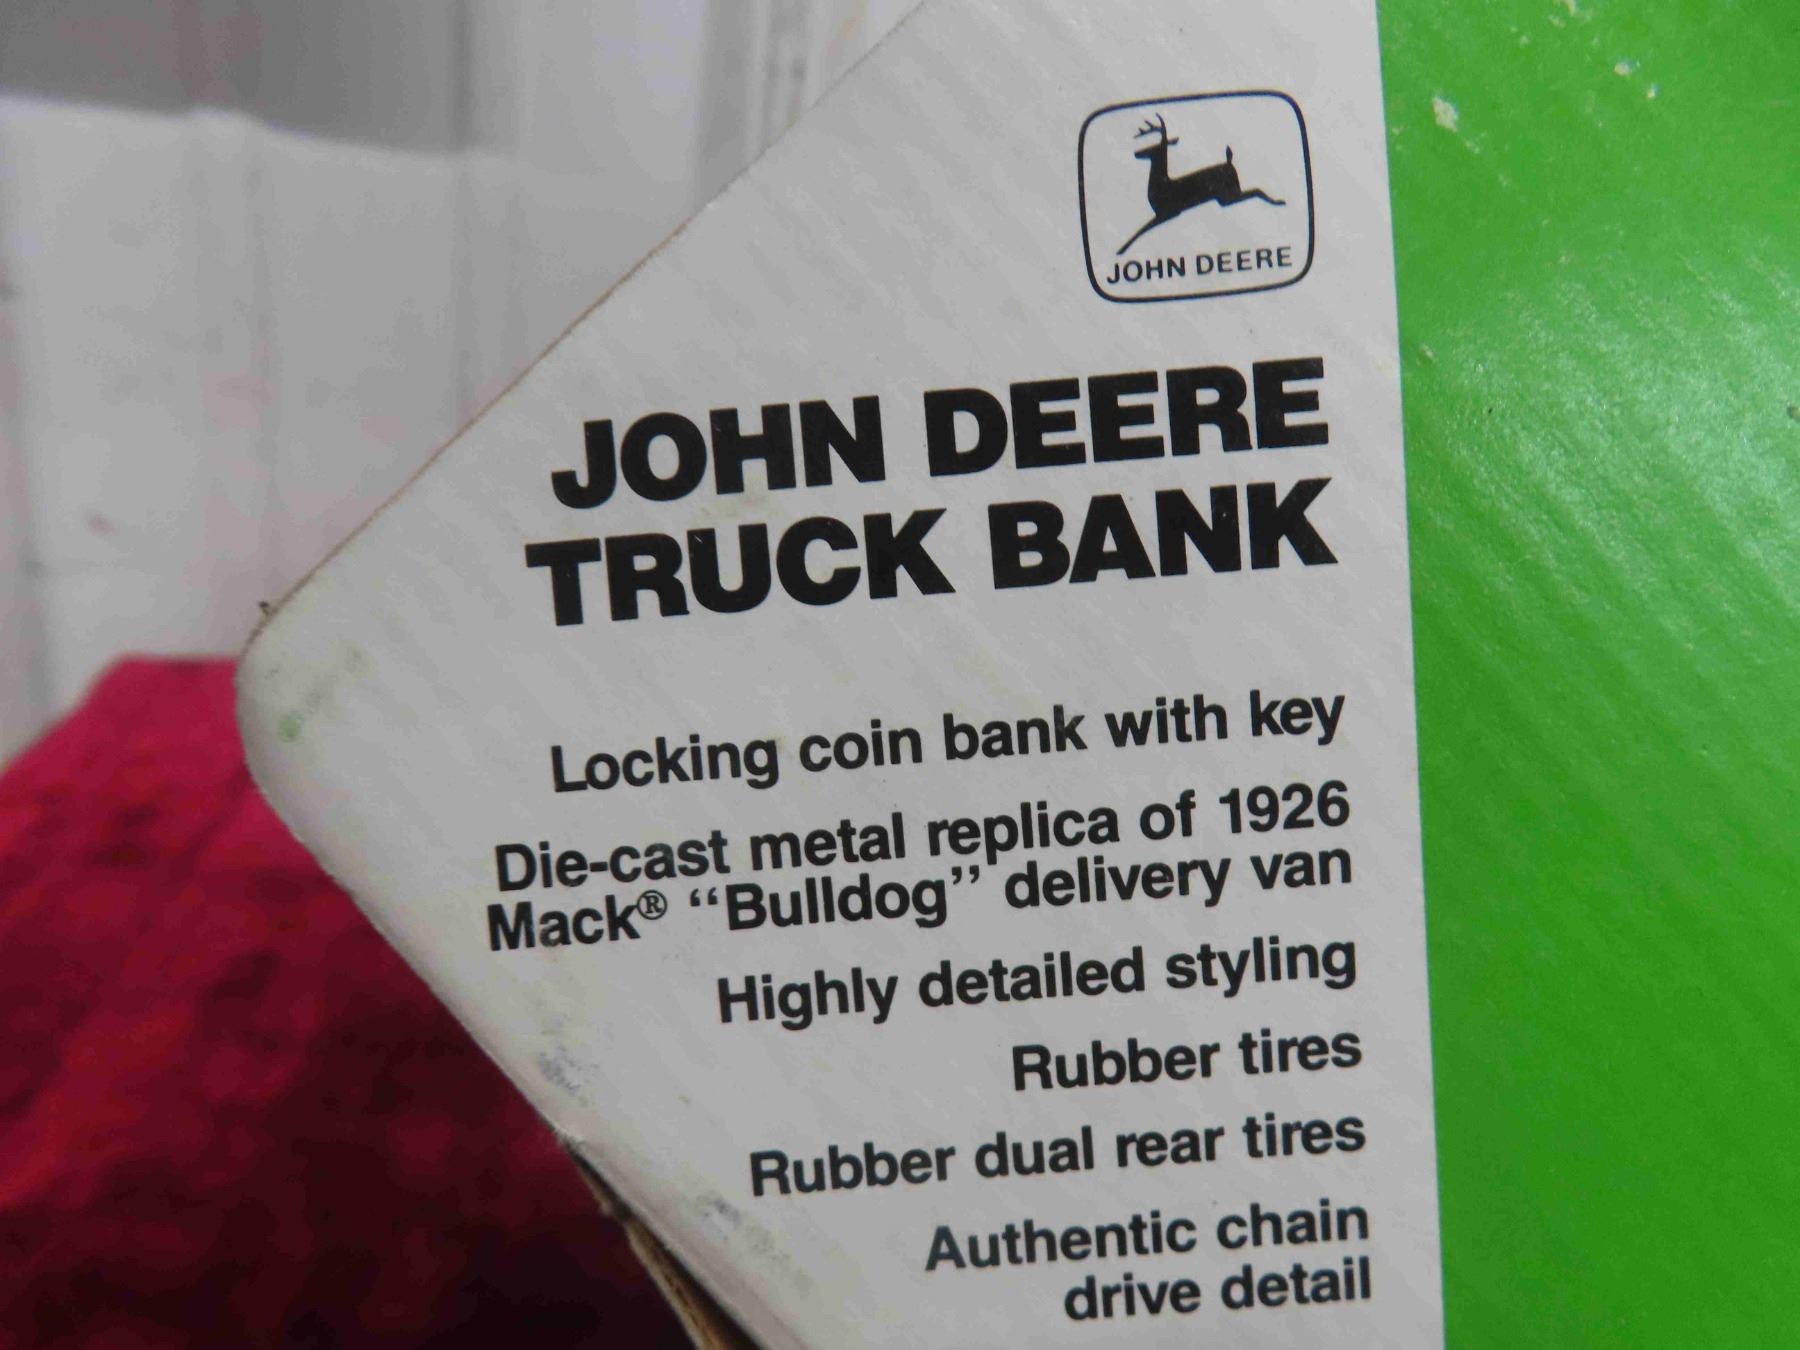 JOHN DEERE
JOHN DEERE
TRUCK BANK
Locking coin bank with key
Die-cast metal replica of 1926
Mack® “Bulldog” delivery van
Highly detailed styling
Rubber tires
Rubber dual rear tires
Authentic chain
drive detail